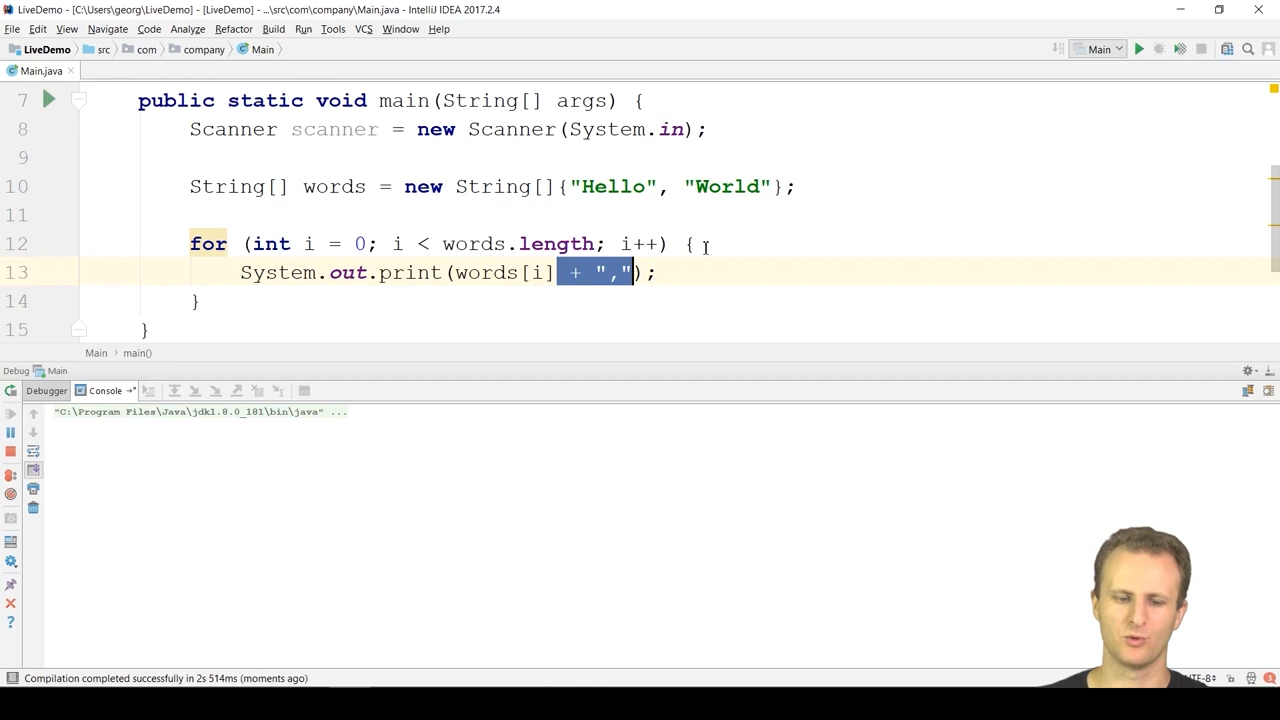 LiveDemo - [C:\Users\georg\LiveDemo] - [LiveDemo] - ...\src\com\company\Main.java - IntelliJ IDEA 2017.2.4
File Edit View Navigate Code Analyze Refactor Build Run Tools VCS Window Help
LiveDemo src com company Main Main
Main.java
7 public static void main(String[] args) {
8 Scanner scanner = new Scanner(System.in);
9
10 String[] words = new String[]{"Hello", "World"};
11
12 for (int i = 0; i < words.length; i++) {
13 System.out.print(words[i] + ",");
14 }
15 }
Main main()
Debug Main
Debugger Console
"C:\Program Files\Java\jdk1.8.0_181\bin\java" ...
Compilation completed successfully in 2s 514ms (moments ago) UTF-8 3